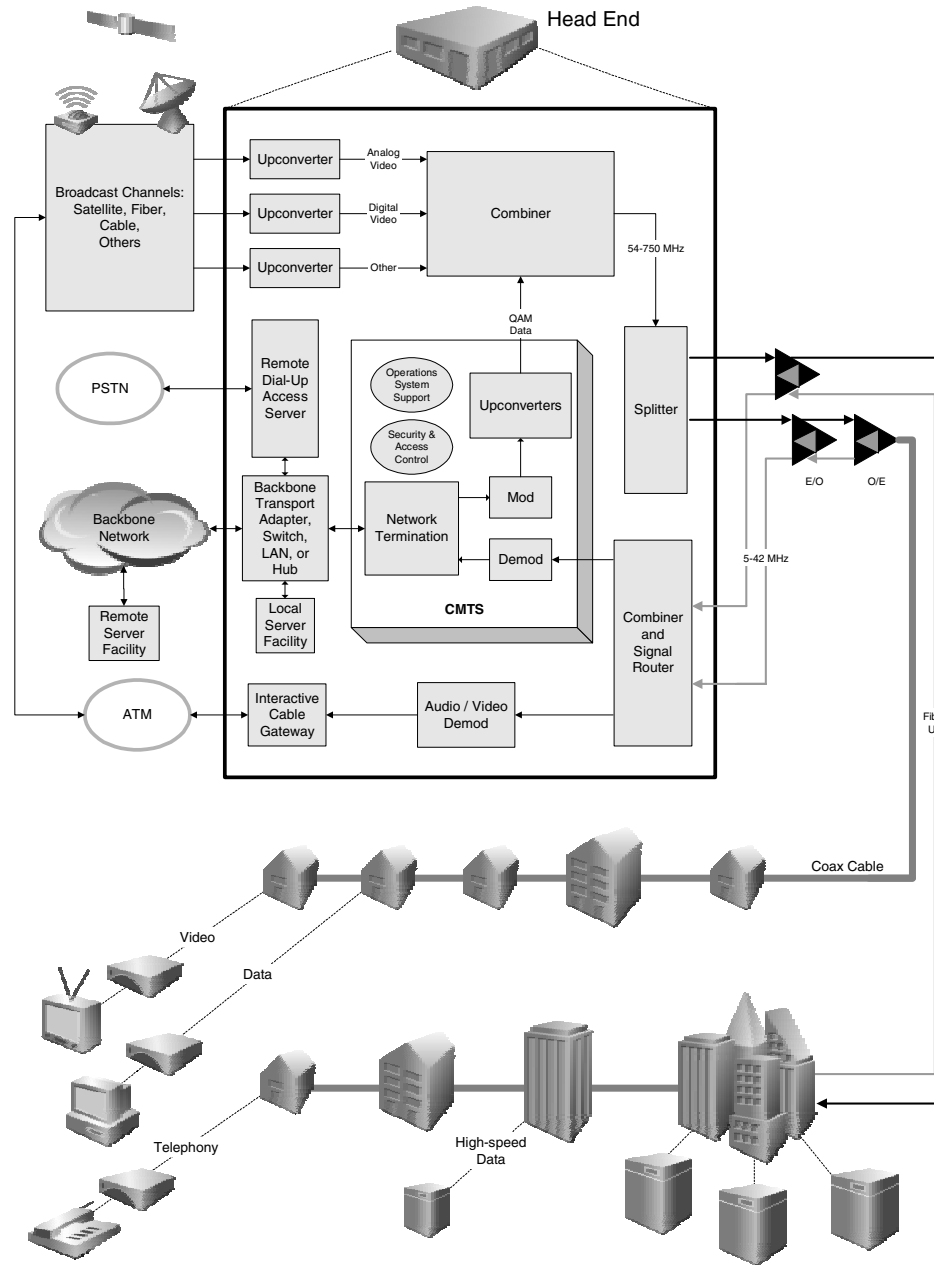 Head End
Broadcast Channels:
Satellite, Fiber,
Cable,
Others
Upconverter
Analog
Video
Upconverter
Digital
Video
Upconverter
Other
Combiner
54-750 MHz
QAM
Data
PSTN
Remote
Dial-Up
Access
Server
Operations
System
Support
Security &
Access
Control
Upconverters
Splitter
Backbone
Network
Backbone
Transport
Adapter,
Switch,
LAN, or
Hub
Network
Termination
Mod
Demod
CMTS
E/O
O/E
5-42 MHz
Remote
Server
Facility
Local
Server
Facility
Combiner
and
Signal
Router
ATM
Interactive
Cable
Gateway
Audio / Video
Demod
Coax Cable
Video
Data
Telephony
High-speed
Data